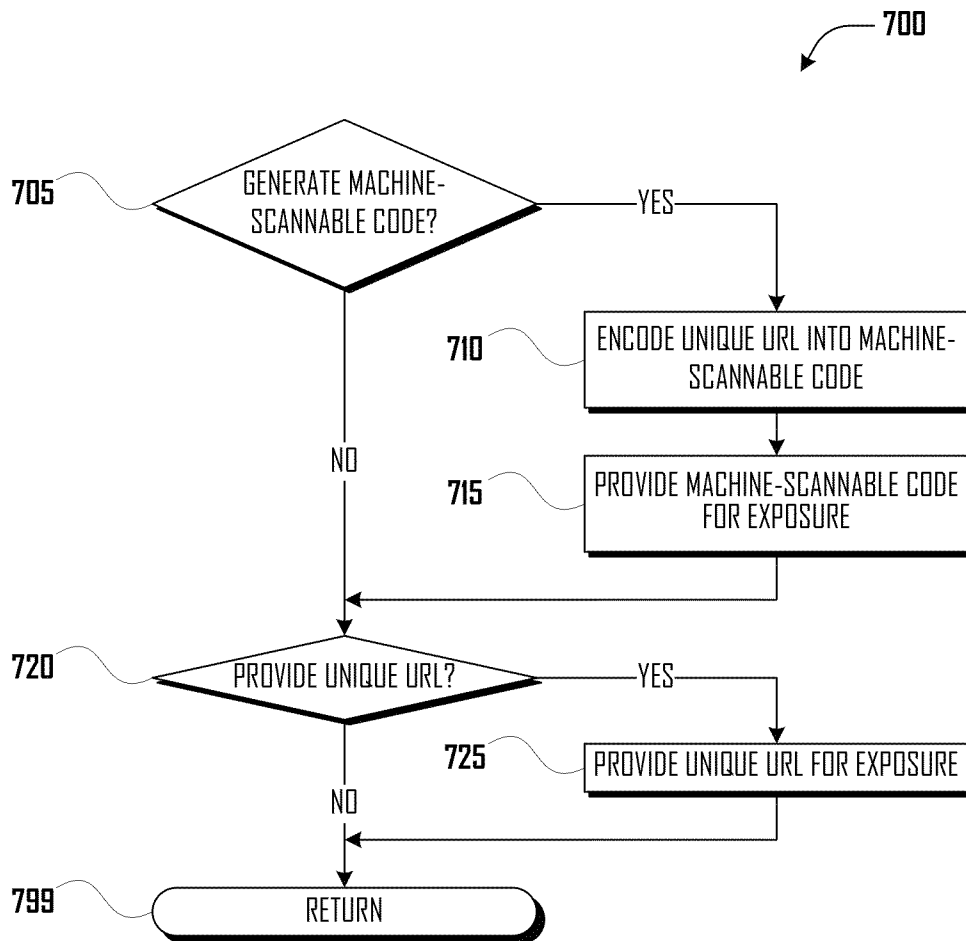 700
705
GENERATE MACHINE-
SCANNABLE CODE?
YES
710
ENCODE UNIQUE URL INTO MACHINE-
SCANNABLE CODE
NO
715
PROVIDE MACHINE-SCANNABLE CODE
FOR EXPOSURE
720
PROVIDE UNIQUE URL?
YES
725
PROVIDE UNIQUE URL FOR EXPOSURE
NO
799
RETURN